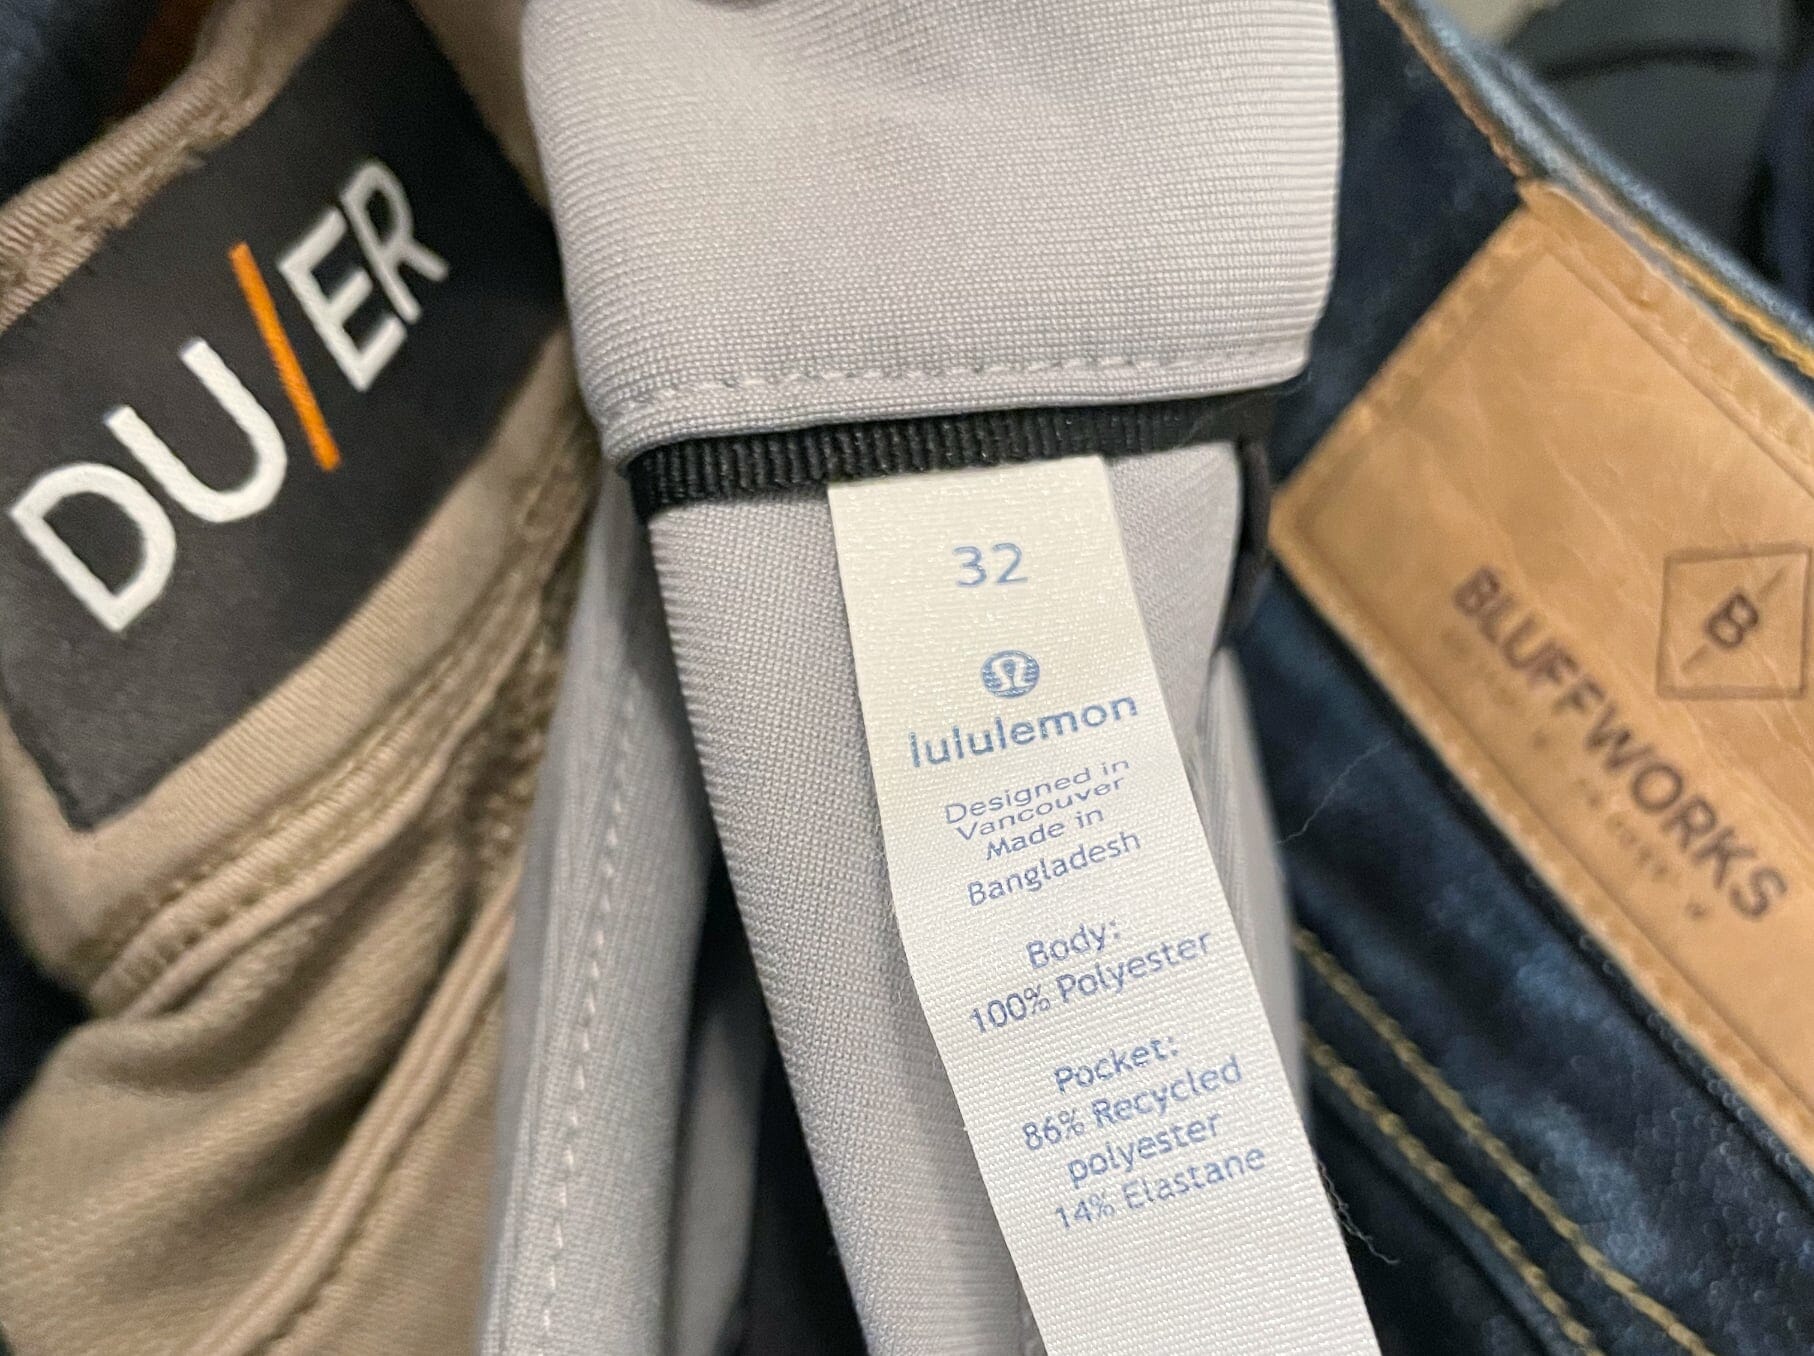 DU/ER
32
lululemon
Designed in
Vancouver
Made in
Bangladesh
Body:
100% Polyester
Pocket:
86% Recycled
polyester
14% Elastane
B
BLUFFWORKS